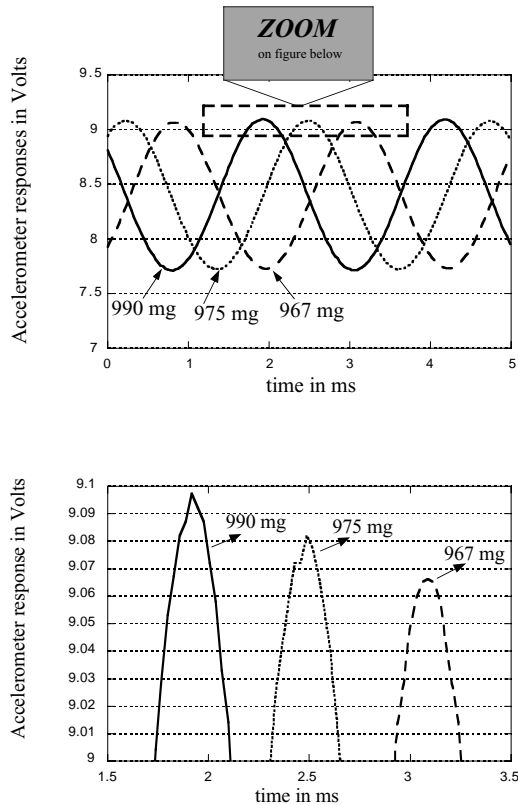 ZOOM
on figure below
Accelerometer responses in Volts
9.5
9
8.5
8
7.5
7
990 mg
975 mg
967 mg
0 1 2 3 4 5
time in ms
Accelerometer response in Volts
9.1
9.09
9.08
9.07
9.06
9.05
9.04
9.03
9.02
9.01
9
990 mg
975 mg
967 mg
1.5 2 2.5 3 3.5
time in ms